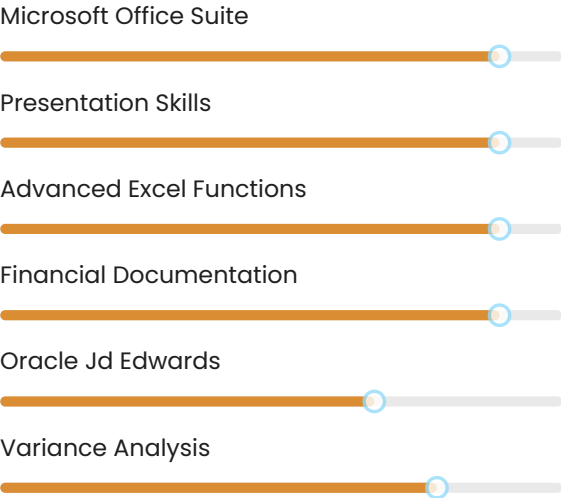 Microsoft Office Suite
Presentation Skills
Advanced Excel Functions
Financial Documentation
Oracle Jd Edwards
Variance Analysis